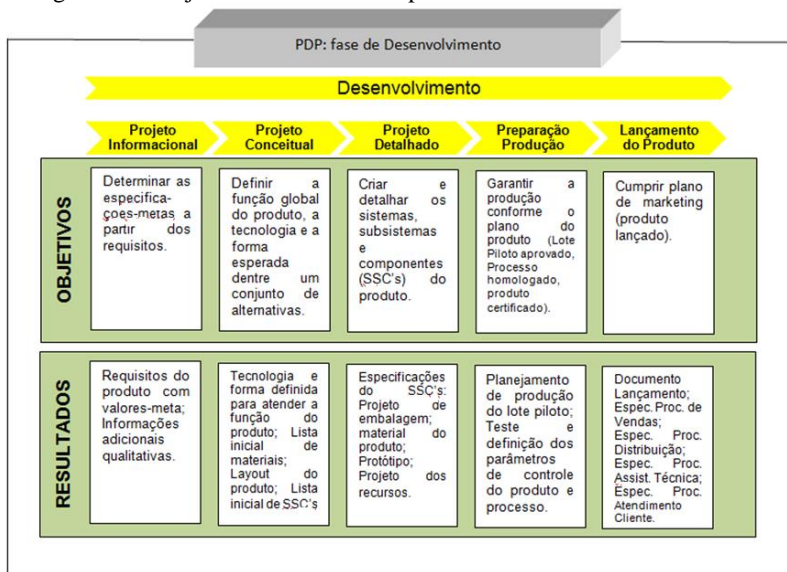 PDP: fase de Desenvolvimento
Desenvolvimento
Projeto
Informacional
Projeto
Conceitual
Projeto
Detalhado
Preparação
Produção
Lançamento
do Produto
OBJETIVOS
Determinar as
especifica-
çoes-metas a
partir dos
requisitos.
Definir a
função global
do produto, a
tecnologia e a
forma
esperada
dentre um
conjunto de
alternativas.
Criar e
detalhar os
sistemas,
subsistemas
e
componentes
(SSC's) do
produto.
Garantir a
produção
conforme o
plano do
produto (Lote
Piloto aprovado,
Processo
homologado,
produto
certificado).
Cumprir plano
de marketing
(produto
lançado).
RESULTADOS
Requisitos do
produto com
valores-meta;
Informações
adicionais
qualitativas.
Tecnologia e
forma definida
para atender a
função do
produto; Lista
inicial de
materiais;
Layout do
produto; Lista
inicial de SSC's
Especificações
do SSC's:
Projeto de
embalagem;
material do
produto;
Protótipo;
Projeto dos
recursos.
Planejamento
de produção
do lote piloto;
Teste e
definição dos
parâmetros
de controle
do produto e
processo.
Documento
Lançamento;
Espec. Proc. de
Vendas;
Espec. Proc.
Distribuição;
Espec. Proc.
Assist. Técnica;
Espec. Proc.
Atendimento
Cliente.